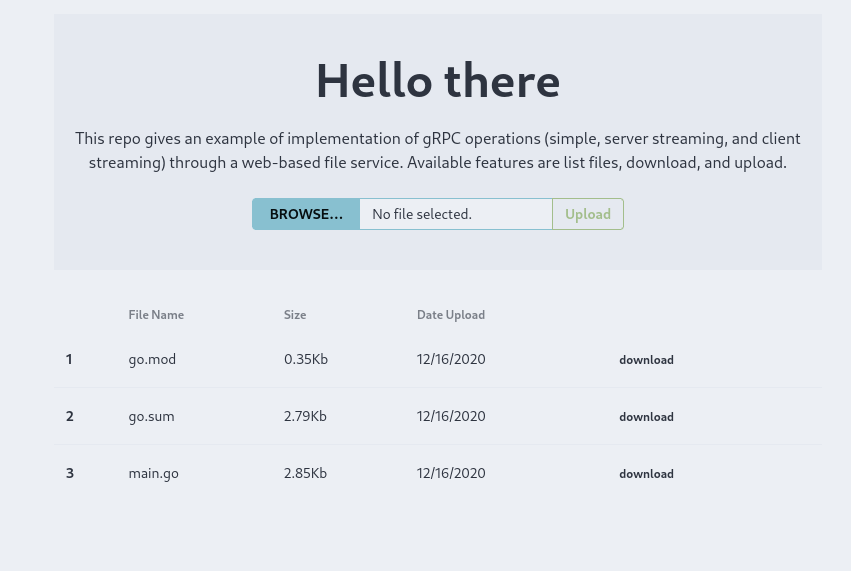 Hello there
This repo gives an example of implementation of gRPC operations (simple, server streaming, and client
streaming) through a web-based file service. Available features are list files, download, and upload.
BROWSE... No file selected. Upload
File Name Size Date Upload
1 go.mod 0.35Kb 12/16/2020 download
2 go.sum 2.79Kb 12/16/2020 download
3 main.go 2.85Kb 12/16/2020 download